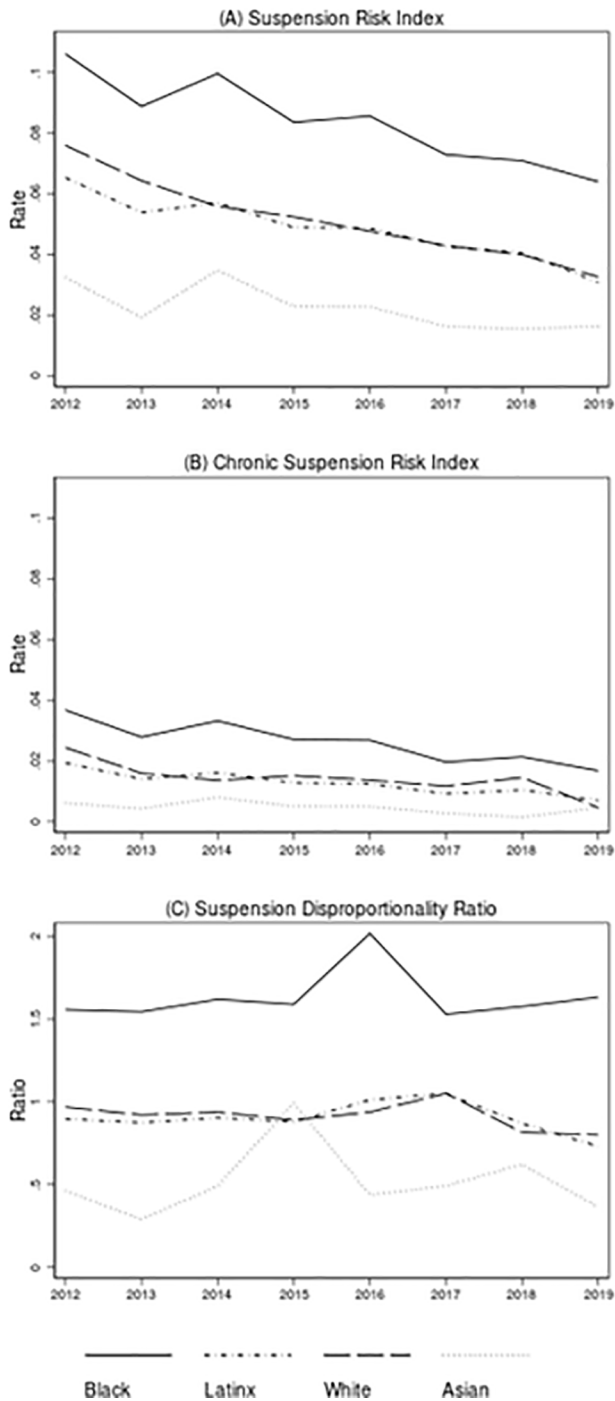 (A) Suspension Risk Index
Rate
.1
.08
.06
.04
.02
0
2012 2013 2014 2015 2016 2017 2018 2019
(B) Chronic Suspension Risk Index
Rate
.1
.08
.06
.04
.02
0
2012 2013 2014 2015 2016 2017 2018 2019
(C) Suspension Disproportionality Ratio
Ratio
2
1.5
1
.5
0
2012 2013 2014 2015 2016 2017 2018 2019
Black Latinx White Asian